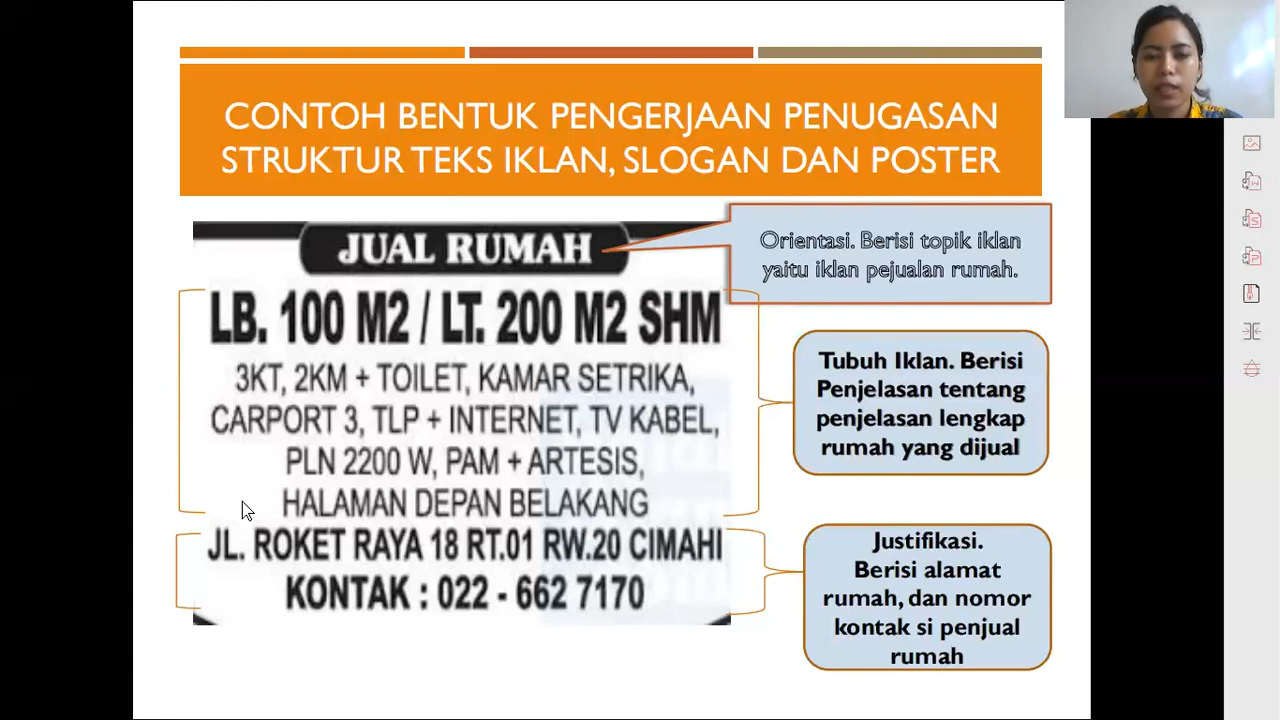 CONTOH BENTUK PENGERJAAN PENUGASAN
STRUKTUR TEKS IKLAN, SLOGAN DAN POSTER
JUAL RUMAH
Orientasi. Berisi topik iklan
yaitu iklan pejualan rumah.
LB. 100 M2 / LT. 200 M2 SHM
3KT, 2KM + TOILET, KAMAR SETRIKA,
CARPORT 3, TLP + INTERNET, TV KABEL,
PLN 2200 W, PAM + ARTESIS,
HALAMAN DEPAN BELAKANG
Tubuh Iklan. Berisi
Penjelasan tentang
penjelasan lengkap
rumah yang dijual
JL. ROKET RAYA 18 RT.01 RW.20 CIMAHI
KONTAK : 022 - 662 7170
Justifikasi.
Berisi alamat
rumah, dan nomor
kontak si penjual
rumah